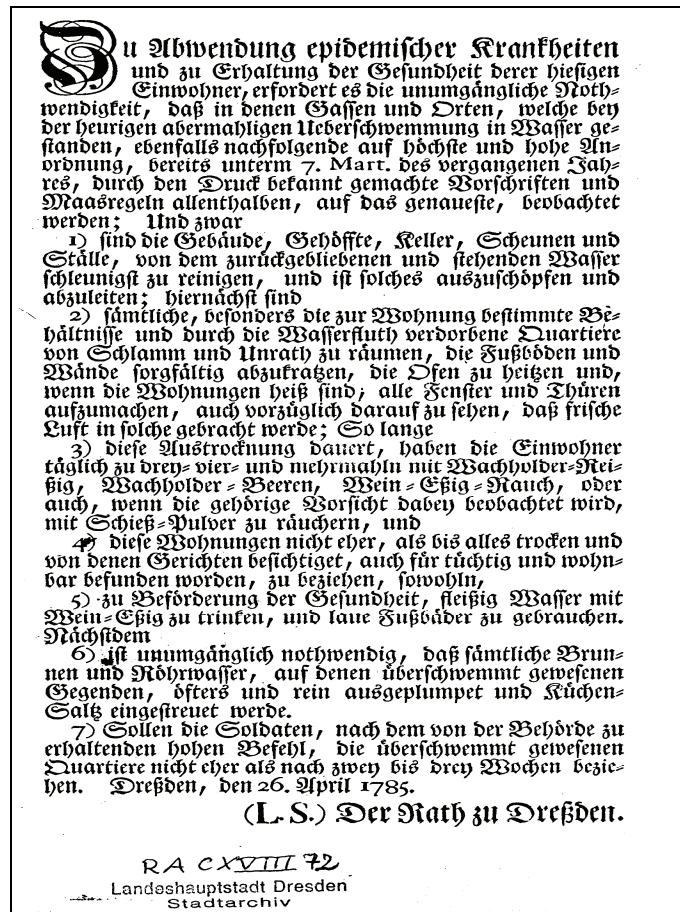 Zu Abwendung epidemischer Krankheiten
und zu Erhaltung der Gesundheit derer hiesigen
Einwohner, erfordert es die unumgängliche Noth-
wendigkeit, daß in denen Gassen und Orten, welche bey
der heurigen abermahligen Ueberschwemmung in Wasser ge-
standen, ebenfalls nachfolgende auf höchste und hohe An-
ordnung, bereits unterm 7. Mart. des vergangenen Jah-
res, durch den Druck bekannt gemachte Vorschriften und
Maasregeln allenthalben, auf das genaueste, beobachtet
werden; Und zwar
1) sind die Gebäude, Gehöffte, Keller, Scheunen und
Ställe, von dem zurückgebliebenen und stehenden Wasser
schleunigst zu reinigen, und ist solches auszuschöpfen und
abzuleiten; hiernächst sind
2) sämtliche, besonders die zur Wohnung bestimmte Be-
hältnisse und durch die Wasserfluth verdorbene Quartiere
von Schlamm und Unrath zu räumen, die Fußböden und
Wände sorgfältig abzukratzen, die Ofen zu heitzen und,
wenn die Wohnungen heiß sind, alle Fenster und Thüren
aufzumachen, auch vorzüglich darauf zu sehen, daß frische
Luft in solche gebracht werde; So lange
3) diese Austrocknung dauert, haben die Einwohner
täglich zu drey- vier- und mehrmahln mit Wachholder-Rei-
ßig, Wachholder-Beeren, Wein-Eßig-Rauch, oder
auch, wenn die gehörige Vorsicht dabey beobachtet wird,
mit Schieß-Pulver zu räuchern, und
4) diese Wohnungen nicht eher, als bis alles trocken und
von denen Gerichten besichtiget, auch für tüchtig und wohn-
bar befunden worden, zu beziehen, sowohl,
5) zu Beförderung der Gesundheit, fleißig Wasser mit
Wein-Eßig zu trinken, und laue Fußbäder zu gebrauchen.
Nächstdem
6) ist unumgänglich nothwendig, daß sämtliche Brun-
nen und Röhrwasser, auf denen überschwemmt gewesenen
Gegenden, öfters und rein ausgeplumpet und Küchen-
Saltz eingestreuet werde.
7) Sollen die Soldaten, nach dem von der Behörde zu
erhaltenden hohen Befehl, die überschwemmt gewesenen
Quartiere nicht eher als nach zwey bis drey Wochen bezie-
hen. Dreßden, den 26. April 1785.
(L. S.) Der Rath zu Dreßden.
RA CXVIII 72
Landeshauptstadt Dresden
Stadtarchiv